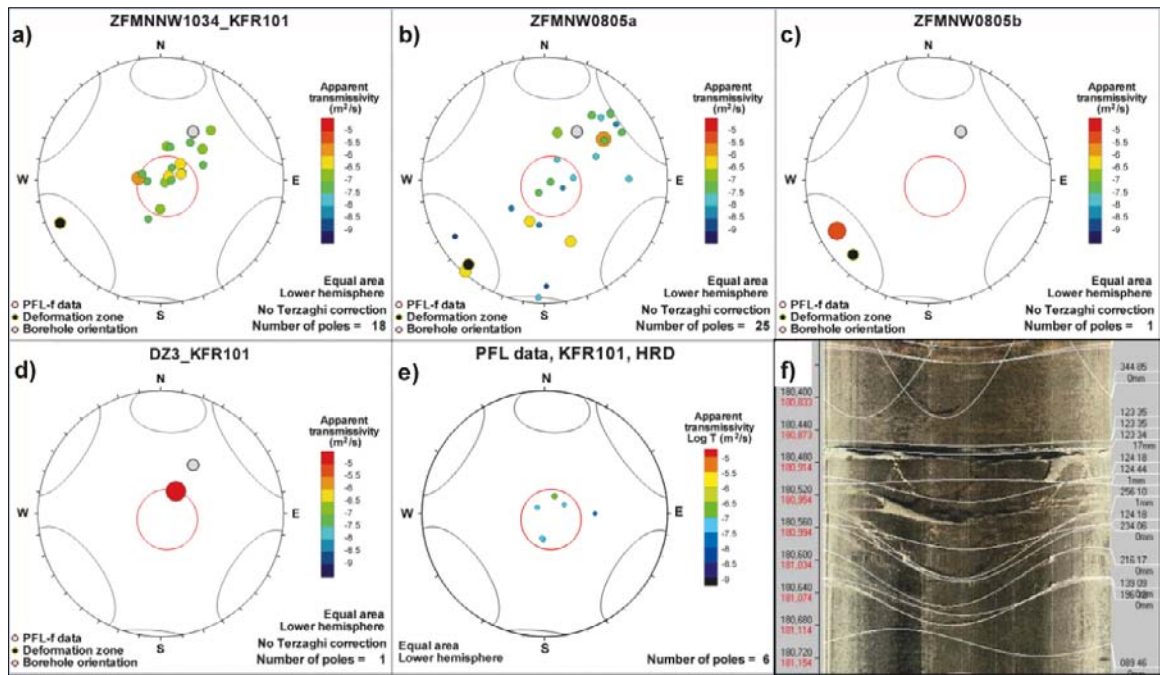 a)
ZFMNNW1034_KFR101
N
W
E
S
Apparent
transmissivity
(m²/s)
-5
-5.5
-6
-6.5
-7
-7.5
-8
-8.5
-9
Equal area
Lower hemisphere
No Terzaghi correction
Number of poles = 18
PFL-f data
Deformation zone
Borehole orientation
b)
ZFMNW0805a
N
W
E
S
Apparent
transmissivity
(m²/s)
-5
-5.5
-6
-6.5
-7
-7.5
-8
-8.5
-9
Equal area
Lower hemisphere
No Terzaghi correction
Number of poles = 25
PFL-f data
Deformation zone
Borehole orientation
c)
ZFMNW0805b
N
W
E
S
Apparent
transmissivity
(m²/s)
-5
-5.5
-6
-6.5
-7
-7.5
-8
-8.5
-9
Equal area
Lower hemisphere
No Terzaghi correction
Number of poles = 1
PFL-f data
Deformation zone
Borehole orientation
d)
DZ3_KFR101
N
W
E
S
Apparent
transmissivity
(m²/s)
-5
-5.5
-6
-6.5
-7
-7.5
-8
-8.5
-9
Equal area
Lower hemisphere
No Terzaghi correction
Number of poles = 1
PFL-f data
Deformation zone
Borehole orientation
e)
PFL data, KFR101, HRD
N
W
E
S
Apparent
transmissivity
Log T (m²/s)
-5
-5.5
-6
-6.5
-7
-7.5
-8
-8.5
-9
Equal area
Lower hemisphere
Number of poles = 6
f)
180,400
180,833
180,440
180,873
180,480
180,914
180,520
180,954
180,560
180,994
180,600
181,034
180,640
181,074
180,680
181,114
180,720
181,154
344 85
0mm
123 35
123 35
123 34
17mm
124 18
124 44
1mm
256 10
1mm
124 18
234 06
0mm
216 17
0mm
139 09
0mm
089 46
0mm